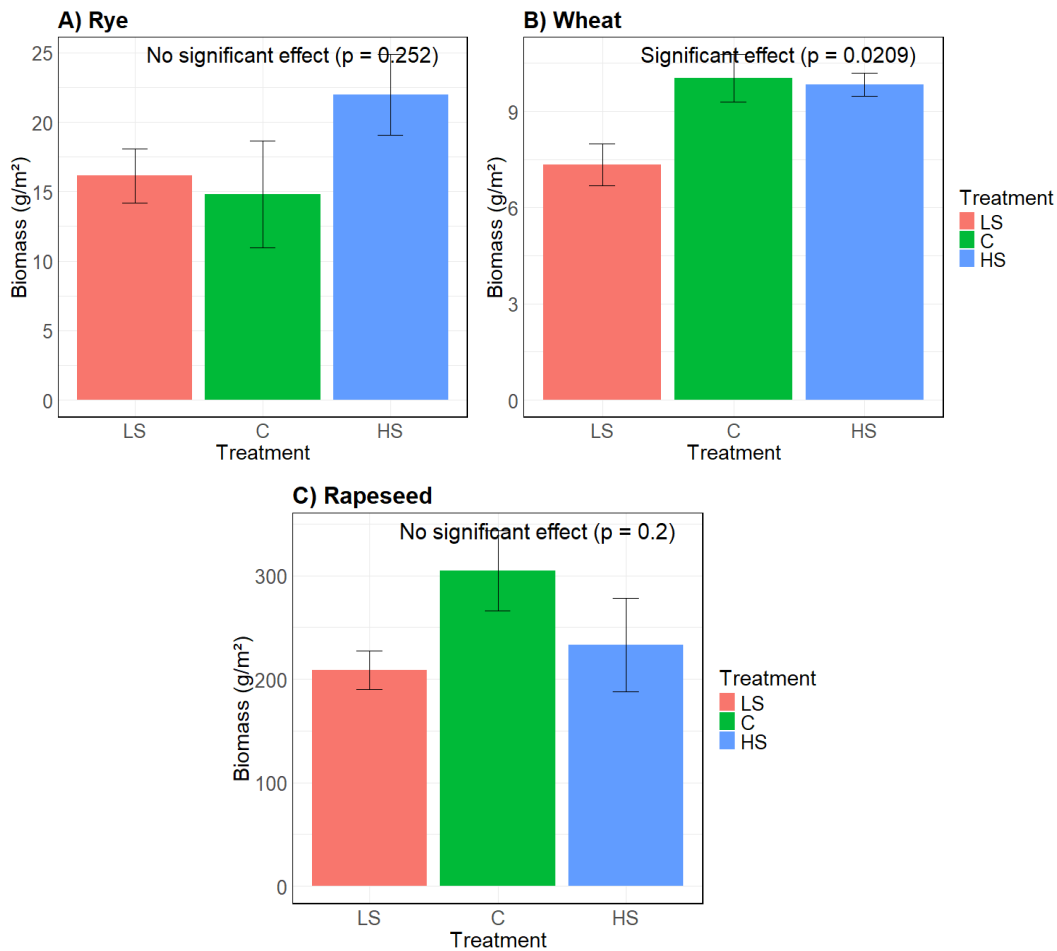 A) Rye
No significant effect (p = 0.252)
25
20
15
10
5
0
Biomass (g/m²)
LS C HS
Treatment
B) Wheat
Significant effect (p = 0.0209)
9
6
3
0
Biomass (g/m²)
LS C HS
Treatment
Treatment
LS
C
HS
C) Rapeseed
No significant effect (p = 0.2)
300
200
100
0
Biomass (g/m²)
LS C HS
Treatment
Treatment
LS
C
HS